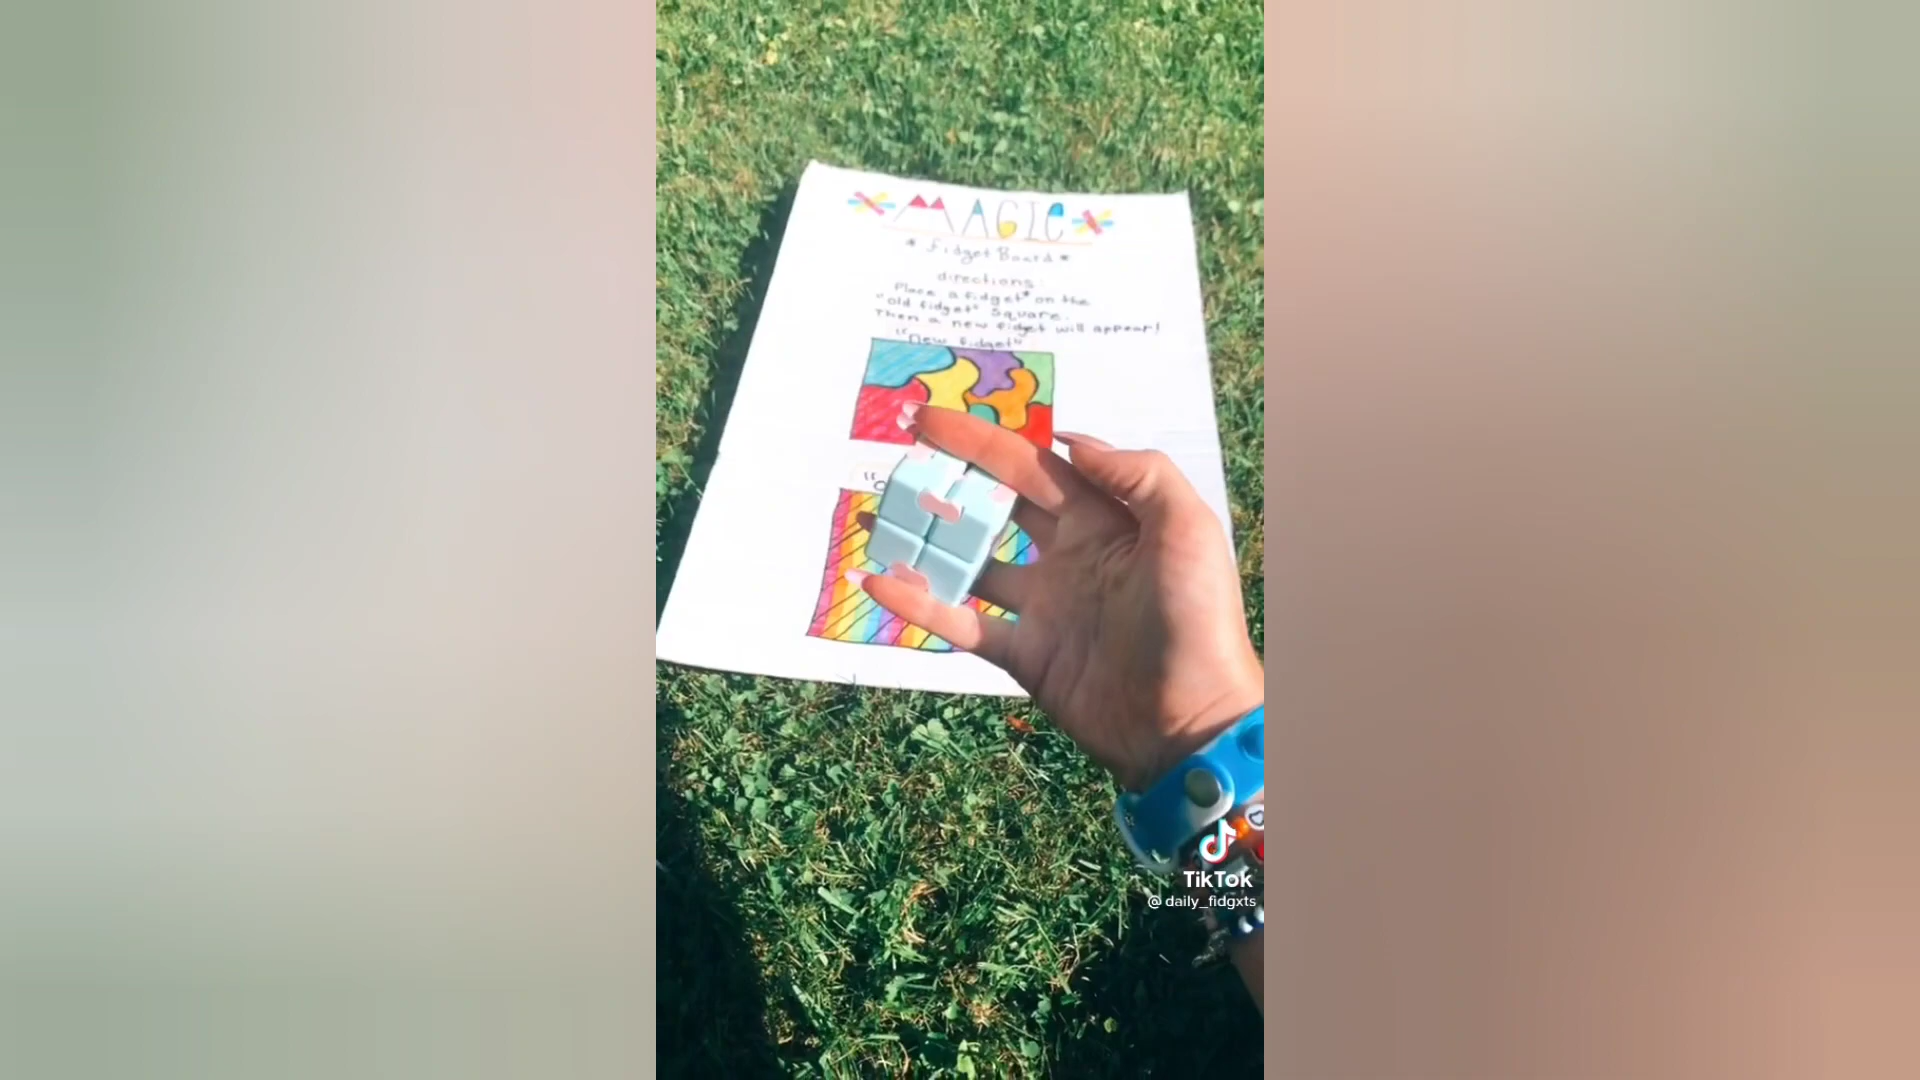 MAGIC
* fidget Board *
directions:
Place a fidget* on the
"old fidget" square.
Then a new fidget will appear!
"new fidget"
TikTok
@daily_fidgxts